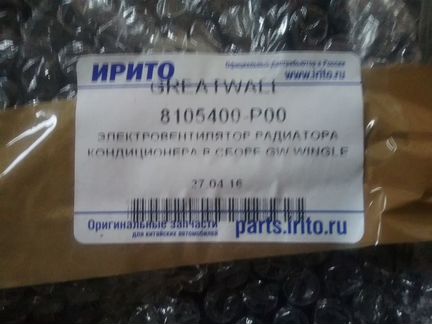 ИРИТО
Официальный дистрибьютор в России
www.irito.ru
GREATWALL
8105400-P00
ЭЛЕКТРОВЕНТИЛЯТОР РАДИАТОРА
КОНДИЦИОНЕРА В СБОРЕ GW WINGLE
27.04.16
Оригинальные запчасти
для китайских автомобилей
parts.irito.ru